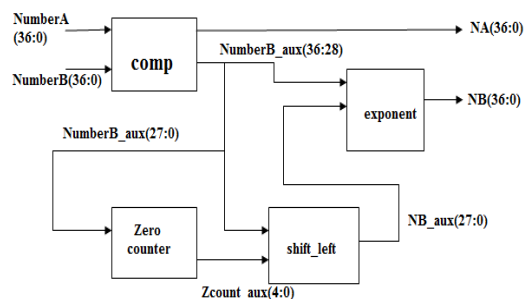 NumberA
(36:0)
NA(36:0)
comp
NumberB_aux(36:28)
NumberB(36:0)
exponent
NB(36:0)
NumberB_aux(27:0)
Zero
counter
shift_left
NB_aux(27:0)
Zcount_aux(4:0)